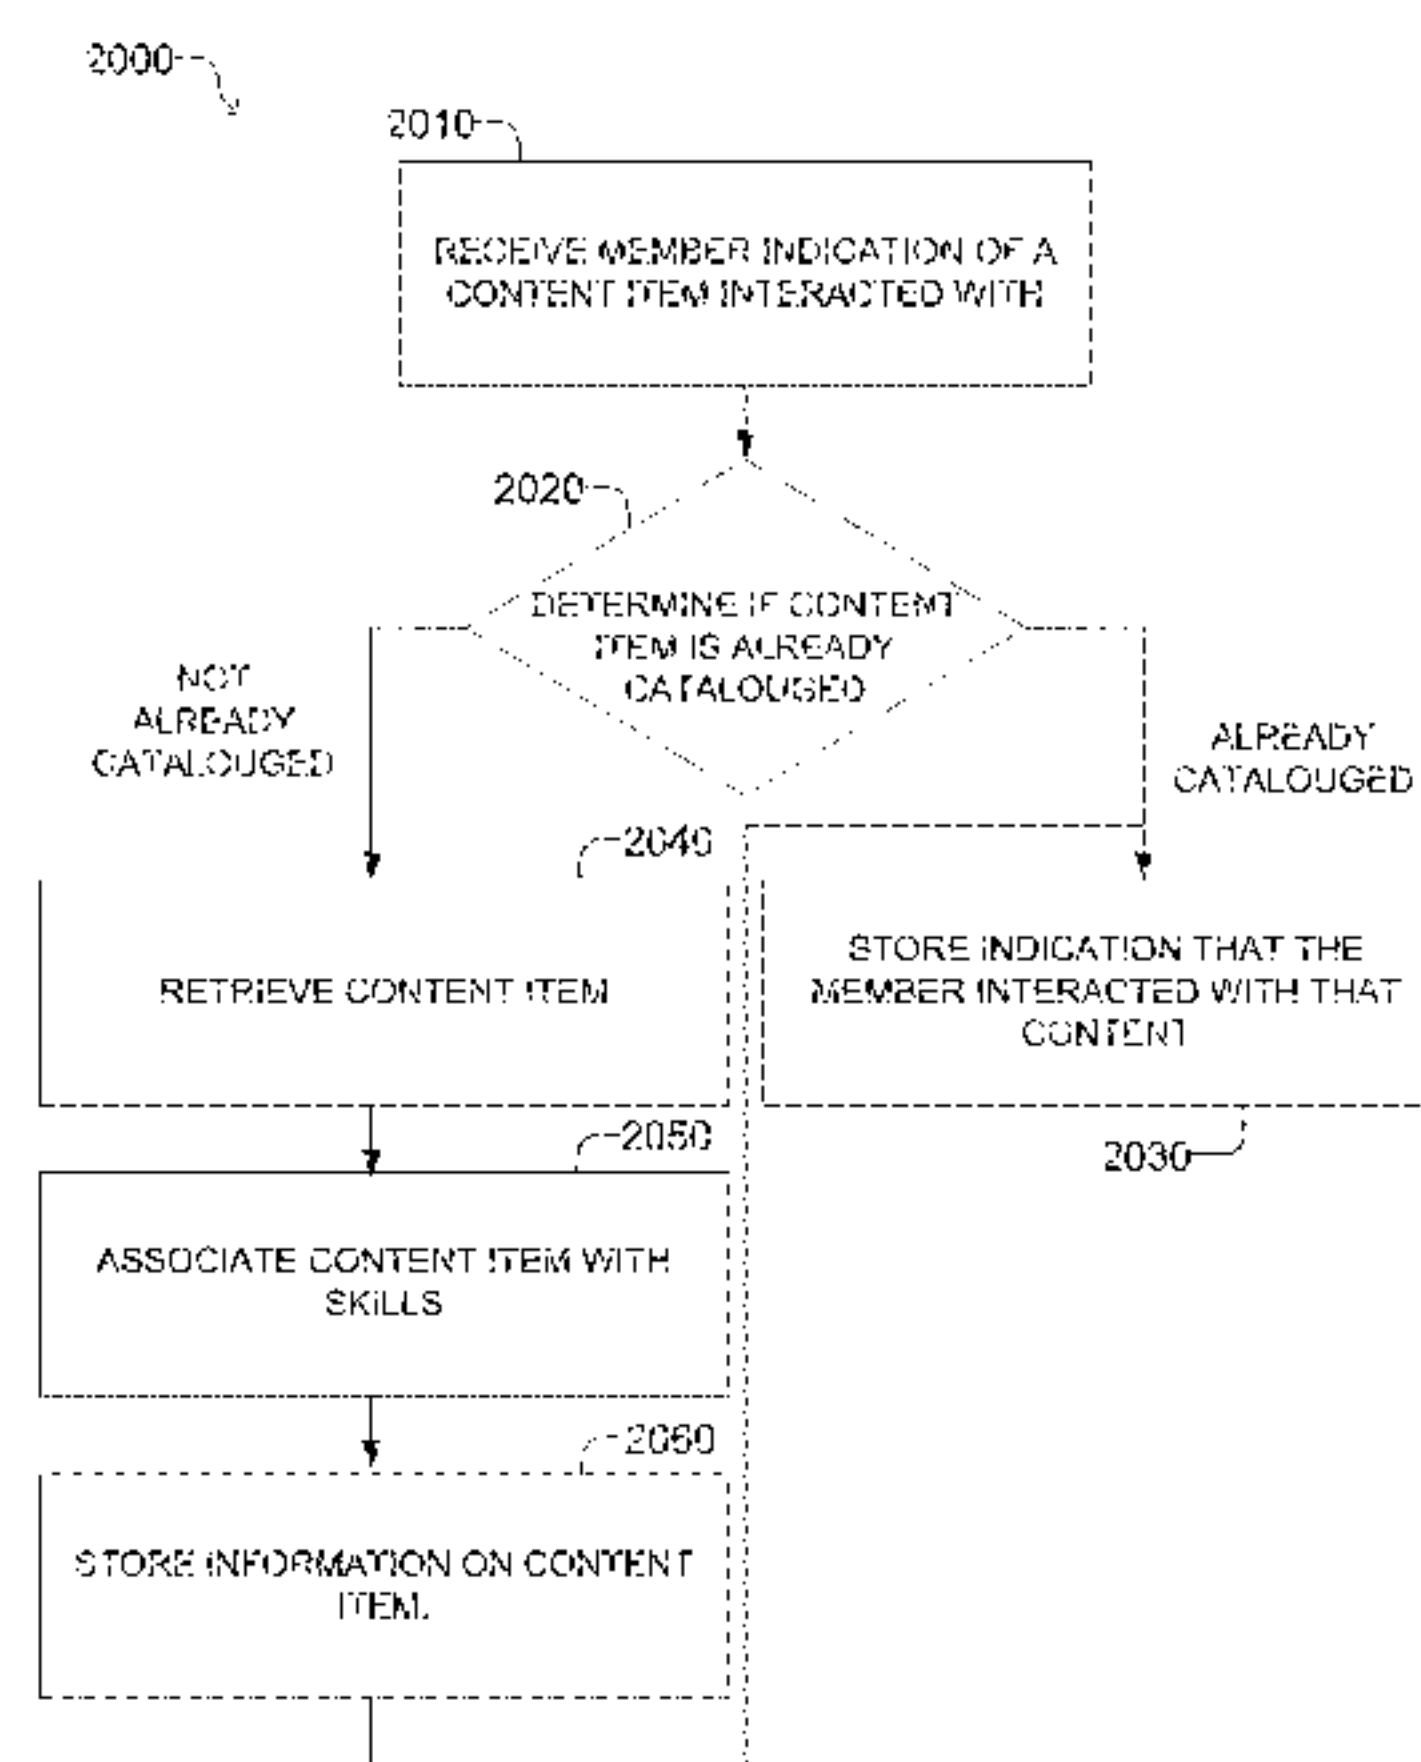 2000
2010
RECEIVE MEMBER INDICATION OF A
CONTENT ITEM INTERACTED WITH
2020
DETERMINE IF CONTENT
ITEM IS ALREADY
CATALOUGED
NOT
ALREADY
CATALOUGED
ALREADY
CATALOUGED
2040
RETRIEVE CONTENT ITEM
STORE INDICATION THAT THE
MEMBER INTERACTED WITH THAT
CONTENT
2030
2050
ASSOCIATE CONTENT ITEM WITH
SKILLS
2060
STORE INFORMATION ON CONTENT
ITEM.